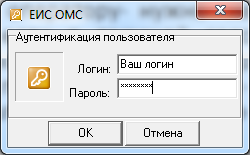 ЕИС ОМС
Аутентификация пользователя
Логин: Ваш логин
Пароль: ********
OK Отмена